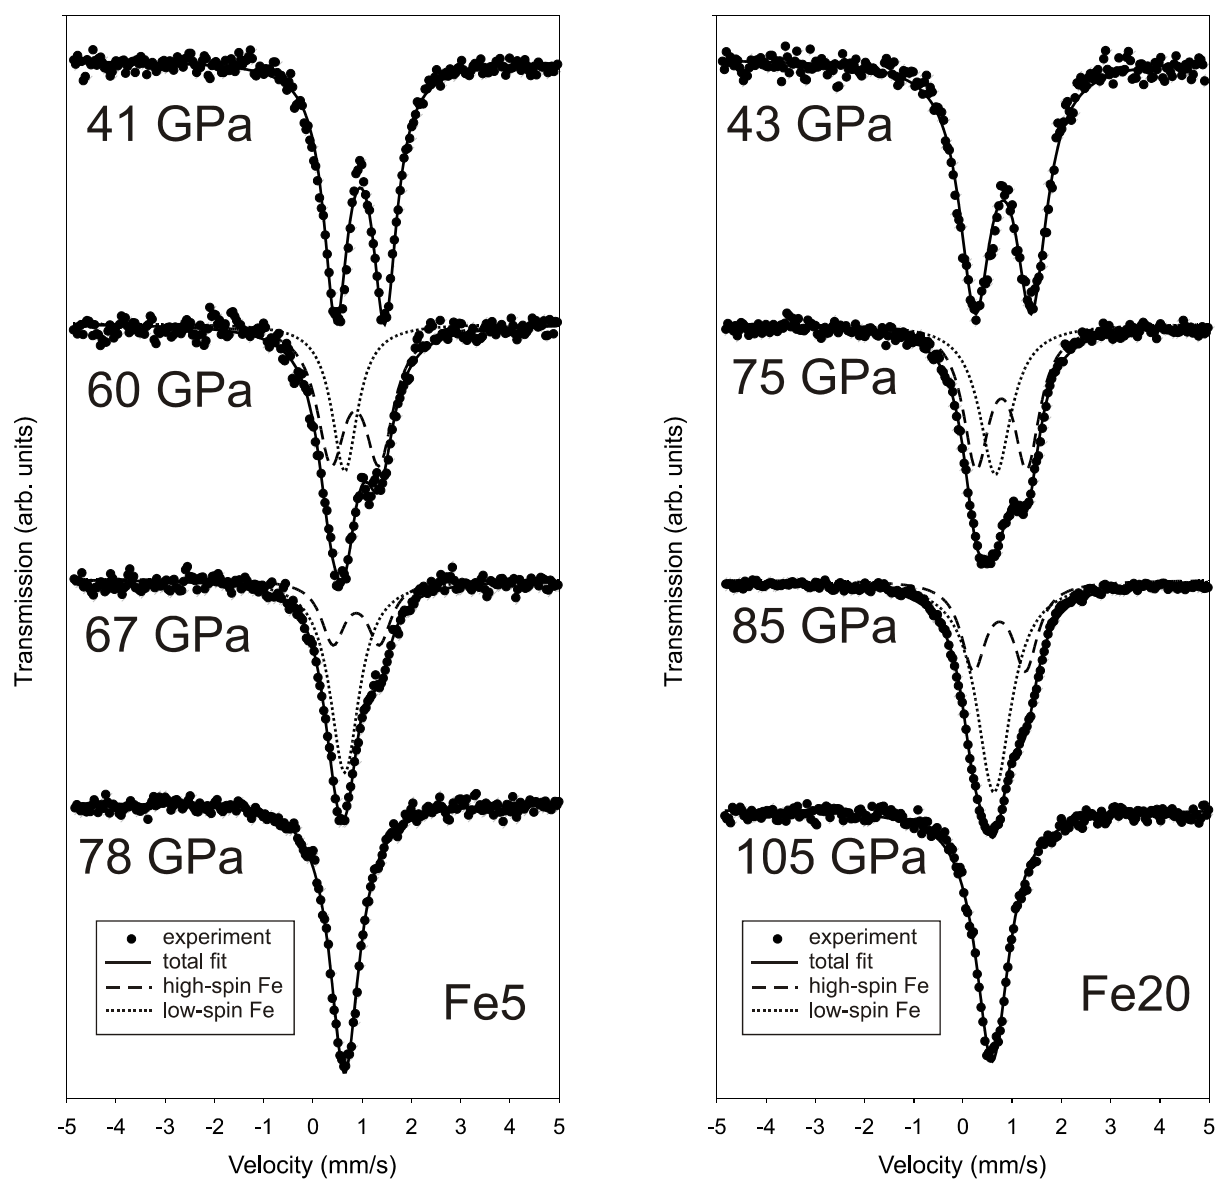 41 GPa
60 GPa
67 GPa
78 GPa
Transmission (arb. units)
experiment
total fit
high-spin Fe
low-spin Fe
Fe5
-5 -4 -3 -2 -1 0 1 2 3 4 5
Velocity (mm/s)
43 GPa
75 GPa
85 GPa
105 GPa
Transmission (arb. units)
experiment
total fit
high-spin Fe
low-spin Fe
Fe20
-5 -4 -3 -2 -1 0 1 2 3 4 5
Velocity (mm/s)